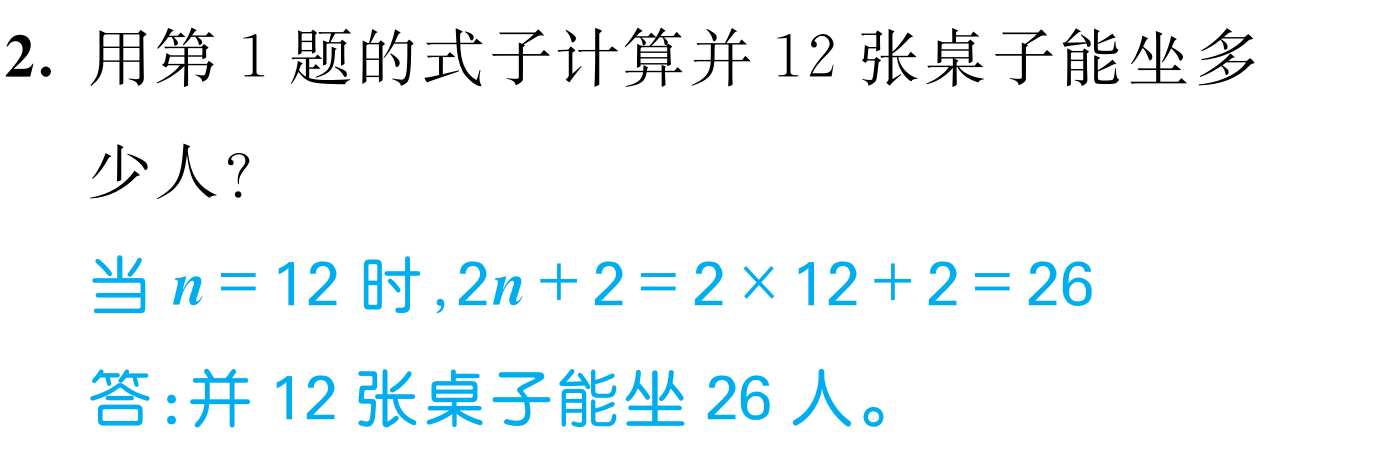 2. 用第 1 题的式子计算并 12 张桌子能坐多
少人?
当 n = 12 时,2n + 2 = 2 × 12 + 2 = 26
答:并 12 张桌子能坐 26 人。